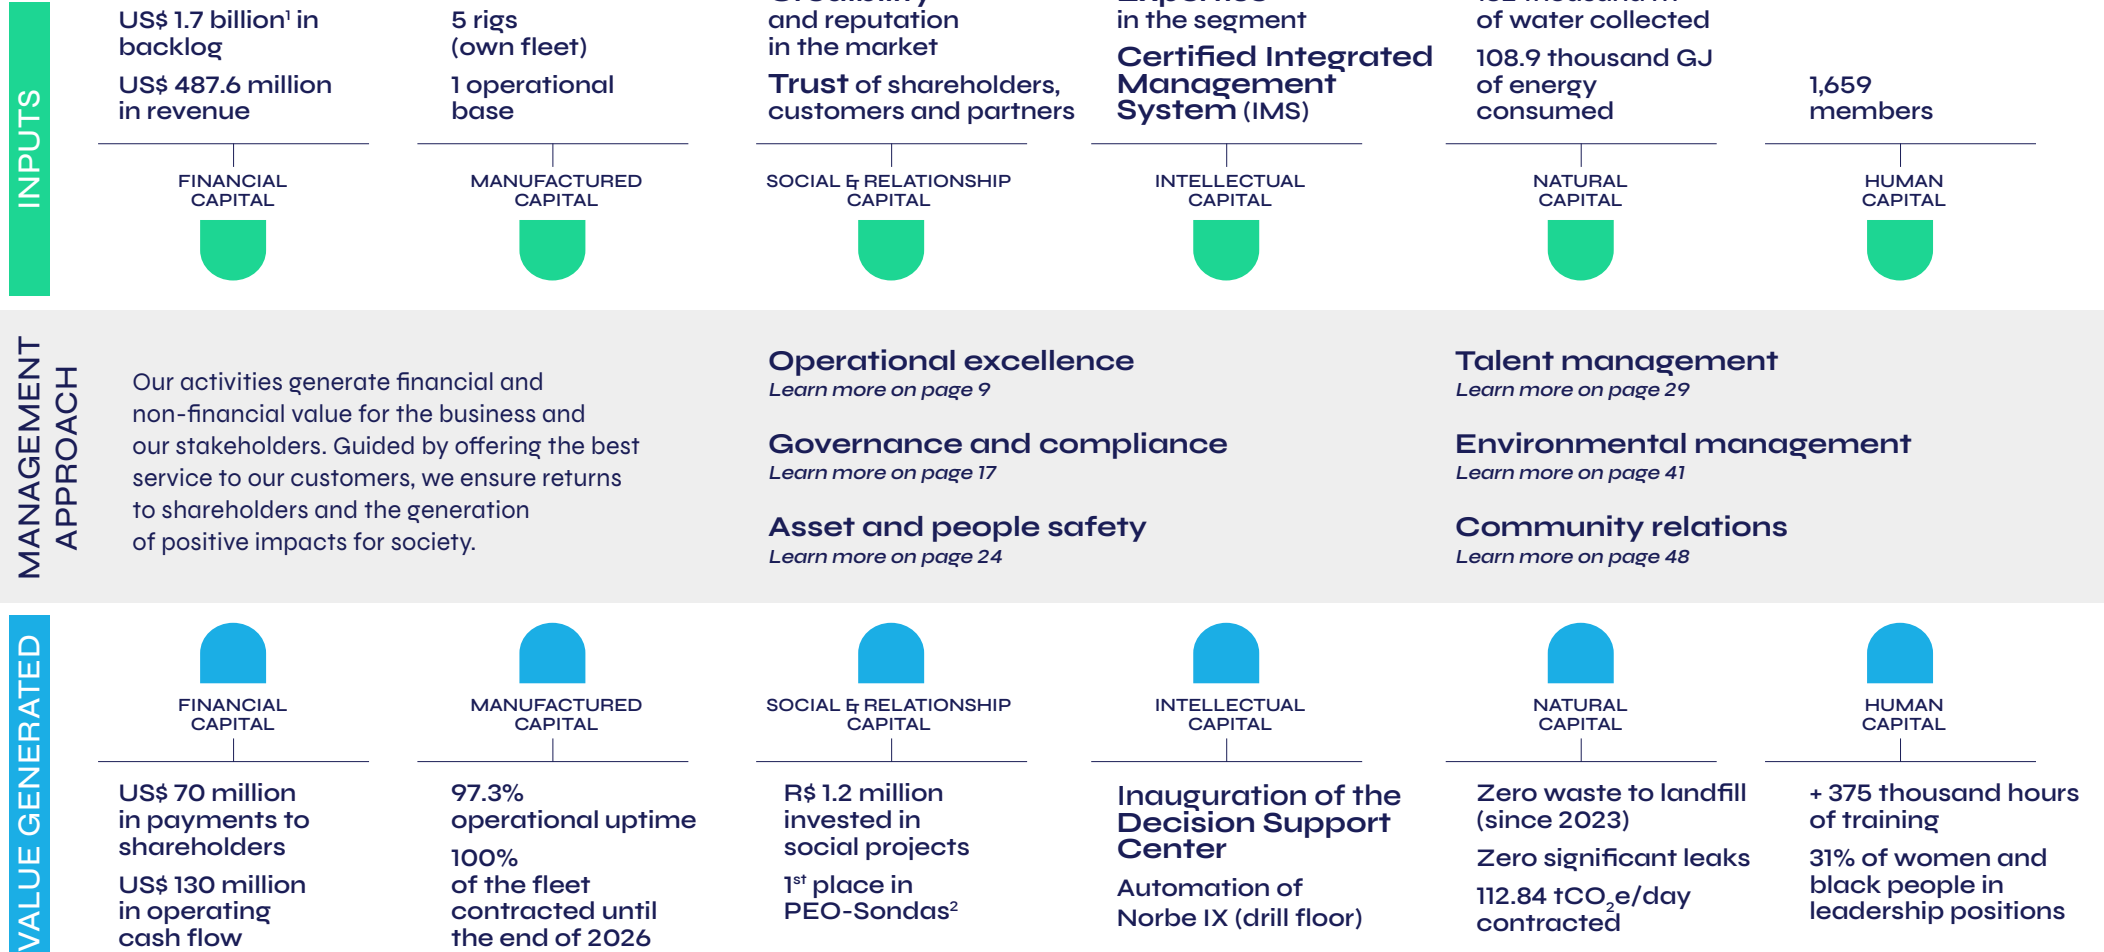 INPUTS
US$ 1.7 billion¹ in
backlog
US$ 487.6 million
in revenue
FINANCIAL
CAPITAL
5 rigs
(own fleet)
1 operational
base
MANUFACTURED
CAPITAL
and reputation
in the market
Trust of shareholders,
customers and partners
SOCIAL & RELATIONSHIP
CAPITAL
in the segment
Certified Integrated
Management
System (IMS)
INTELLECTUAL
CAPITAL
of water collected
108.9 thousand GJ
of energy
consumed
NATURAL
CAPITAL
1,659
members
HUMAN
CAPITAL
MANAGEMENT
APPROACH
Our activities generate financial and
non-financial value for the business and
our stakeholders. Guided by offering the best
service to our customers, we ensure returns
to shareholders and the generation
of positive impacts for society.
Operational excellence
Learn more on page 9
Governance and compliance
Learn more on page 17
Asset and people safety
Learn more on page 24
Talent management
Learn more on page 29
Environmental management
Learn more on page 41
Community relations
Learn more on page 48
VALUE GENERATED
FINANCIAL
CAPITAL
US$ 70 million
in payments to
shareholders
US$ 130 million
in operating
cash flow
MANUFACTURED
CAPITAL
97.3%
operational uptime
100%
of the fleet
contracted until
the end of 2026
SOCIAL & RELATIONSHIP
CAPITAL
R$ 1.2 million
invested in
social projects
1st place in
PEO-Sondas²
INTELLECTUAL
CAPITAL
Inauguration of the
Decision Support
Center
Automation of
Norbe IX (drill floor)
NATURAL
CAPITAL
Zero waste to landfill
(since 2023)
Zero significant leaks
112.84 tCO₂e/day
contracted
HUMAN
CAPITAL
+ 375 thousand hours
of training
31% of women and
black people in
leadership positions